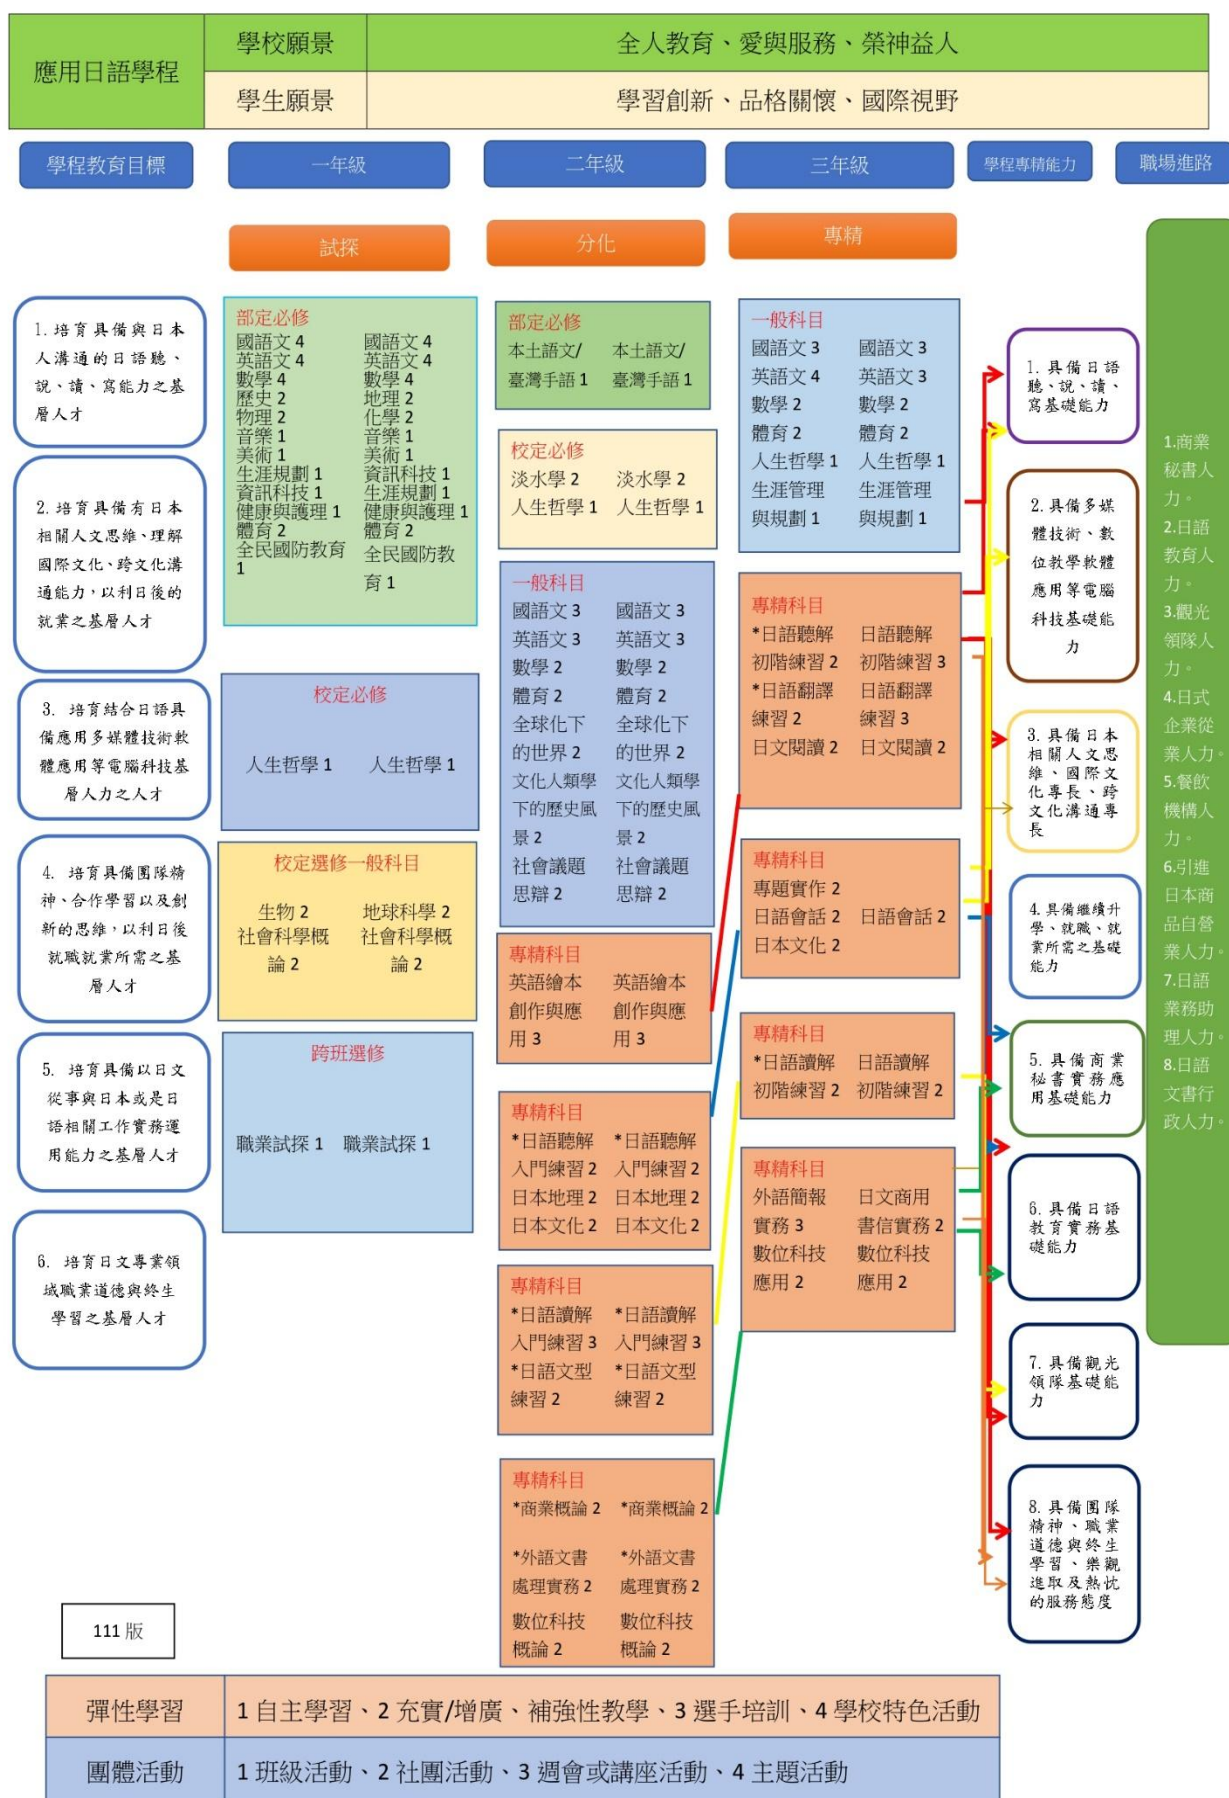 應用日語學程
學校願景
全人教育、愛與服務、榮神益人
學生願景
學習創新、品格關懷、國際視野
學程教育目標
一年級
二年級
三年級
學程專精能力
職場進路
試探
分化
專精
1. 培育具備與日本
人溝通的日語聽、
說、讀、寫能力之基
層人才
2. 培育具備有日本
相關人文思維、理解
國際文化、跨文化溝
通能力，以利日後的
就業之基層人才
3. 培育結合日語具
備應用多媒體技術軟
體應用等電腦科技基
層人力之人才
4. 培育具備團隊精
神、合作學習以及創
新的思維，以利日後
就職就業所需之基
層人才
5. 培育具備以日文
從事與日本或是日
語相關工作實務運
用能力之基層人才
6. 培育日文專業領
域職業道德與終生
學習之基層人才
部定必修
國語文 4 國語文 4
英語文 4 英語文 4
數學 4 數學 4
歷史 2 地理 2
物理 2 化學 2
音樂 1 音樂 1
美術 1 美術 1
生涯規劃 1 資訊科技 1
資訊科技 1 生涯規劃 1
健康與護理 1 健康與護理 1
體育 2 體育 2
全民國防教育 全民國防教
1 育 1
校定必修
人生哲學 1 人生哲學 1
校定選修一般科目
生物 2 地球科學 2
社會科學概 社會科學概
論 2 論 2
跨班選修
職業試探 1 職業試探 1
部定必修
本土語文/ 本土語文/
臺灣手語 1 臺灣手語 1
校定必修
淡水學 2 淡水學 2
人生哲學 1 人生哲學 1
一般科目
國語文 3 國語文 3
英語文 3 英語文 3
數學 2 數學 2
體育 2 體育 2
全球化下 全球化下
的世界 2 的世界 2
文化人類學 文化人類學
下的歷史風 下的歷史風
景 2 景 2
社會議題 社會議題
思辯 2 思辯 2
專精科目
英語繪本 英語繪本
創作與應 創作與應
用 3 用 3
專精科目
*日語聽解 *日語聽解
入門練習 2 入門練習 2
日本地理 2 日本地理 2
日本文化 2 日本文化 2
專精科目
*日語讀解 *日語讀解
入門練習 3 入門練習 3
*日語文型 *日語文型
練習 2 練習 2
專精科目
*商業概論 2 *商業概論 2
*外語文書 *外語文書
處理實務 2 處理實務 2
數位科技 數位科技
概論 2 概論 2
一般科目
國語文 3 國語文 3
英語文 4 英語文 3
數學 2 數學 2
體育 2 體育 2
人生哲學 1 人生哲學 1
生涯管理 生涯管理
與規劃 1 與規劃 1
專精科目
*日語聽解 日語聽解
初階練習 2 初階練習 3
*日語翻譯 日語翻譯
練習 2 練習 3
日文閱讀 2 日文閱讀 2
專精科目
專題實作 2
日語會話 2 日語會話 2
日本文化 2
專精科目
*日語讀解 日語讀解
初階練習 2 初階練習 2
專精科目
外語簡報 日文商用
實務 3 書信實務 2
數位科技 數位科技
應用 2 應用 2
1. 具備日語
聽、說、讀、
寫基礎能力
2. 具備多媒
體技術、數
位教學軟體
應用等電腦
科技基礎能
力
3. 具備日本
相關人文思
維、國際文
化專長、跨
文化溝通專
長
4. 具備繼續升
學、就職、就
業所需之基礎
能力
5. 具備商業
秘書實務應
用基礎能力
6. 具備日語
教育實務基
礎能力
7. 具備觀光
領隊基礎能
力
8. 具備團隊
精神、職業
道德與終生
學習、樂觀
進取及熱忱
的服務態度
1.商業
秘書人
力。
2.日語
教育人
力。
3.觀光
領隊人
力。
4.日式
企業從
業人力。
5.餐飲
機構人
力。
6.引進
日本商
品自營
業人力。
7.日語
業務助
理人力。
8.日語
文書行
政人力。
111 版
彈性學習
1 自主學習、2 充實/增廣、補強性教學、3 選手培訓、4 學校特色活動
團體活動
1 班級活動、2 社團活動、3 週會或講座活動、4 主題活動